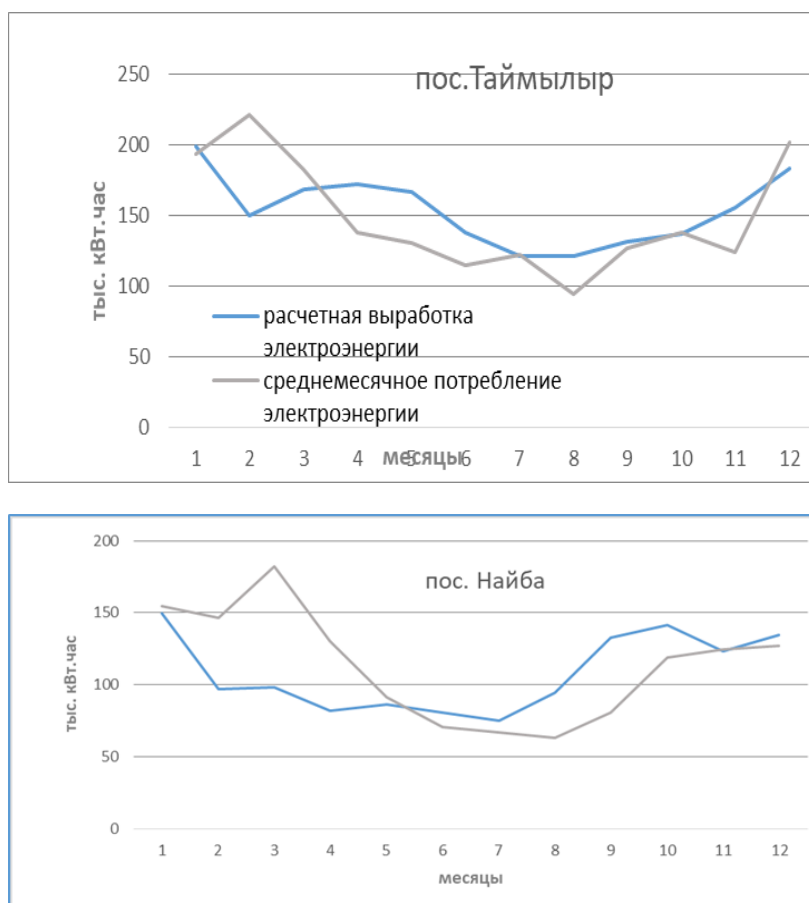 пос.Таймылыр
250
200
150
100
50
0
тыс. кВт.час
расчетная выработка
электроэнергии
среднемесячное потребление
электроэнергии
1 2 3 4 5 6 7 8 9 10 11 12
месяцы
пос. Найба
200
150
100
50
0
тыс. кВт.час
1 2 3 4 5 6 7 8 9 10 11 12
месяцы